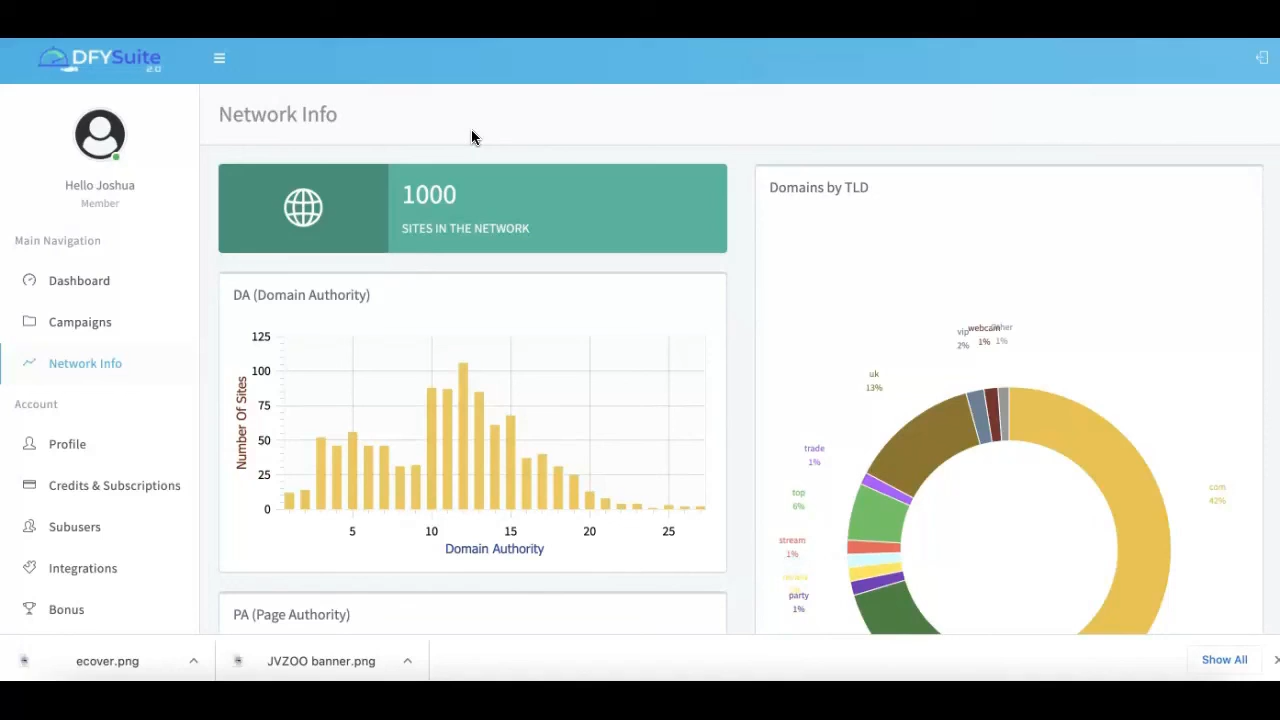 DFYSuite
2.0
Hello Joshua
Member
Main Navigation
Dashboard
Campaigns
Network Info
Account
Profile
Credits & Subscriptions
Subusers
Integrations
Bonus
Network Info
1000
SITES IN THE NETWORK
DA (Domain Authority)
125
100
75
50
25
0
Number Of Sites
5
10
15
20
25
Domain Authority
PA (Page Authority)
Domains by TLD
vip
2%
webcam
1%
other
1%
uk
13%
trade
1%
top
6%
stream
1%
party
1%
com
42%
ecover.png
JVZOO banner.png
Show All